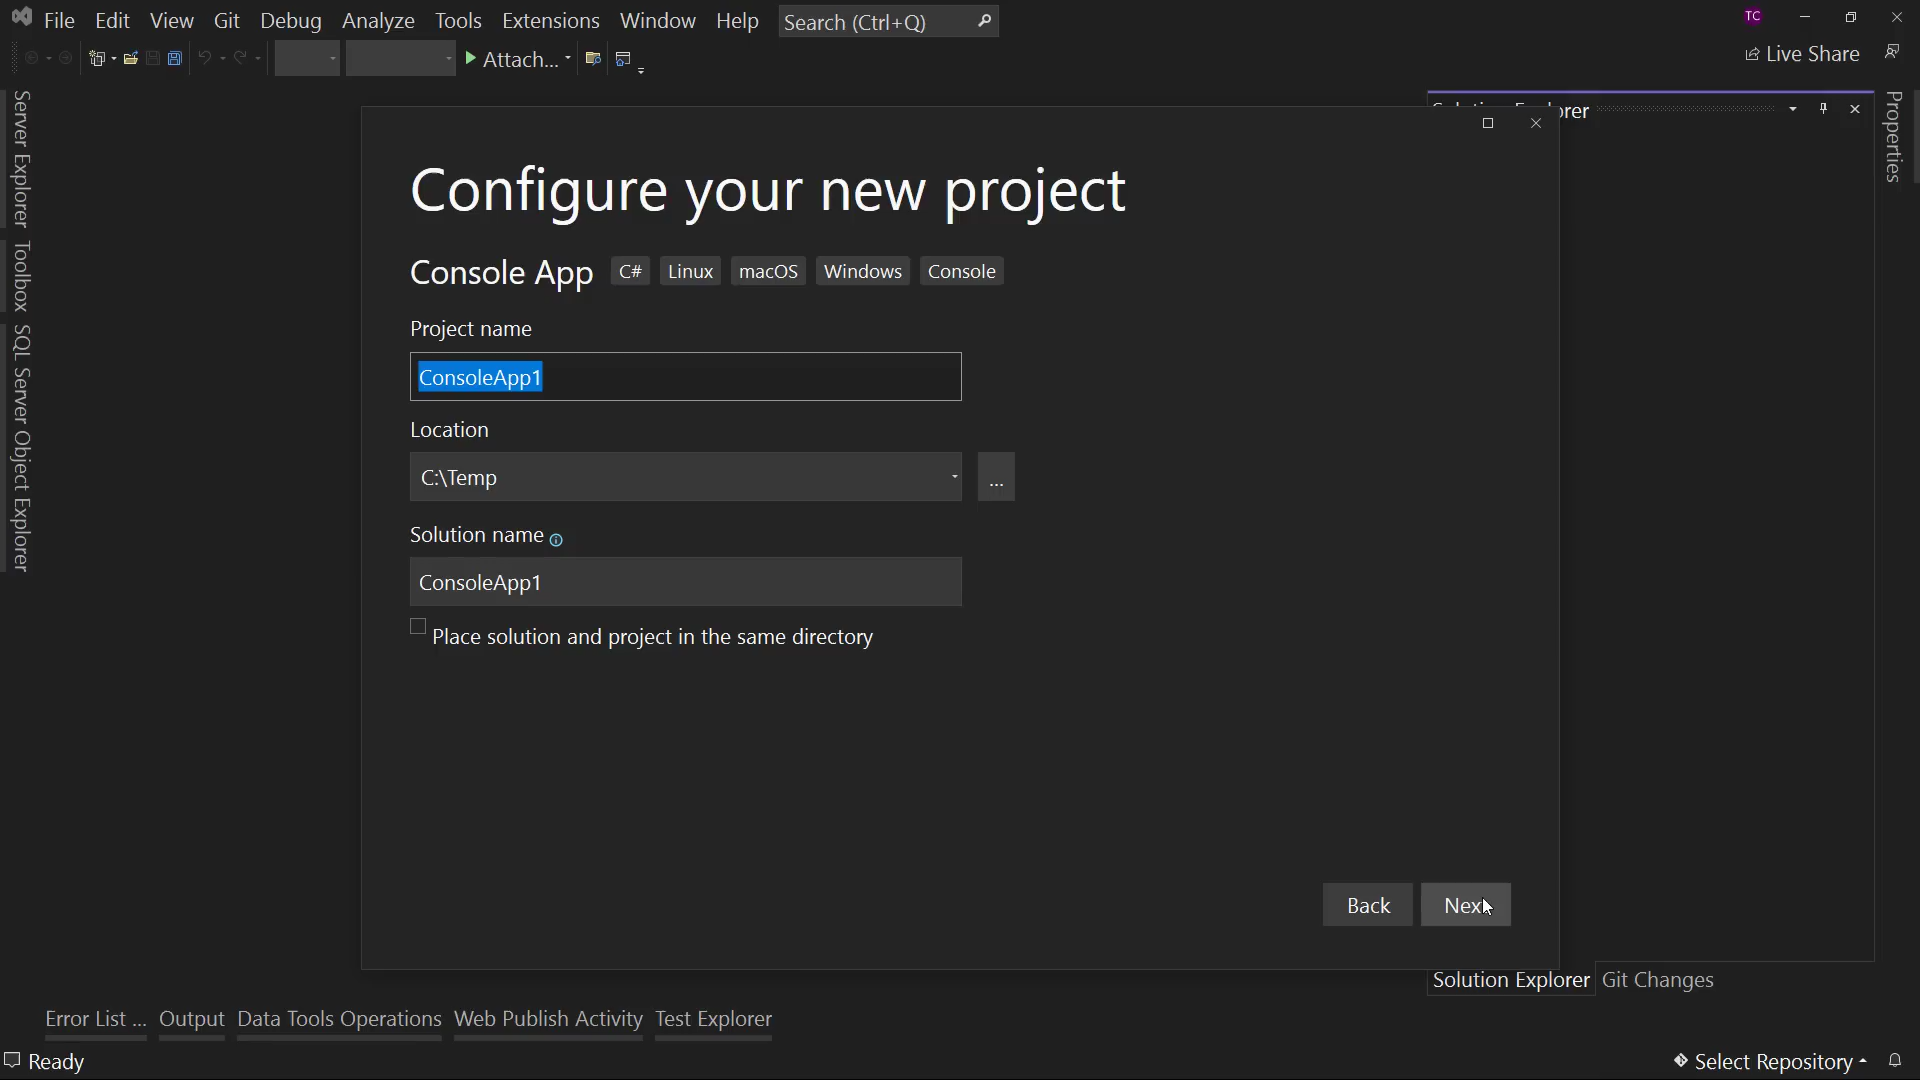 File Edit View Git Debug Analyze Tools Extensions Window Help Search (Ctrl+Q) TC
Attach... Live Share
Server Explorer
Toolbox
SQL Server Object Explorer
Properties
Configure your new project
Console App C# Linux macOS Windows Console
Project name
ConsoleApp1
Location
C:\Temp ...
Solution name
ConsoleApp1
Place solution and project in the same directory
Back
Solution Explorer Git Changes
Error List ... Output Data Tools Operations Web Publish Activity Test Explorer
Ready Select Repository